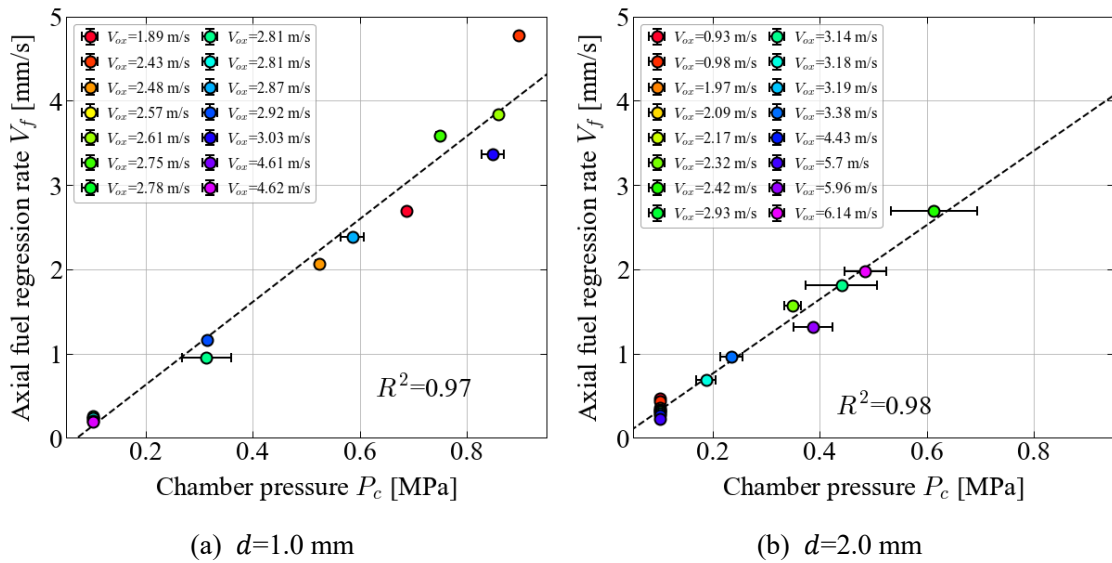 Axial fuel regression rate V_f [mm/s]
5
4
3
2
1
0
V_ox=1.89 m/s
V_ox=2.43 m/s
V_ox=2.48 m/s
V_ox=2.57 m/s
V_ox=2.61 m/s
V_ox=2.75 m/s
V_ox=2.78 m/s
V_ox=2.81 m/s
V_ox=2.81 m/s
V_ox=2.87 m/s
V_ox=2.92 m/s
V_ox=3.03 m/s
V_ox=4.61 m/s
V_ox=4.62 m/s
R²=0.97
0.2 0.4 0.6 0.8
Chamber pressure P_c [MPa]
(a) d=1.0 mm
Axial fuel regression rate V_f [mm/s]
5
4
3
2
1
0
V_ox=0.93 m/s
V_ox=0.98 m/s
V_ox=1.97 m/s
V_ox=2.09 m/s
V_ox=2.17 m/s
V_ox=2.32 m/s
V_ox=2.42 m/s
V_ox=2.93 m/s
V_ox=3.14 m/s
V_ox=3.18 m/s
V_ox=3.19 m/s
V_ox=3.38 m/s
V_ox=4.43 m/s
V_ox=5.7 m/s
V_ox=5.96 m/s
V_ox=6.14 m/s
R²=0.98
0.2 0.4 0.6 0.8
Chamber pressure P_c [MPa]
(b) d=2.0 mm